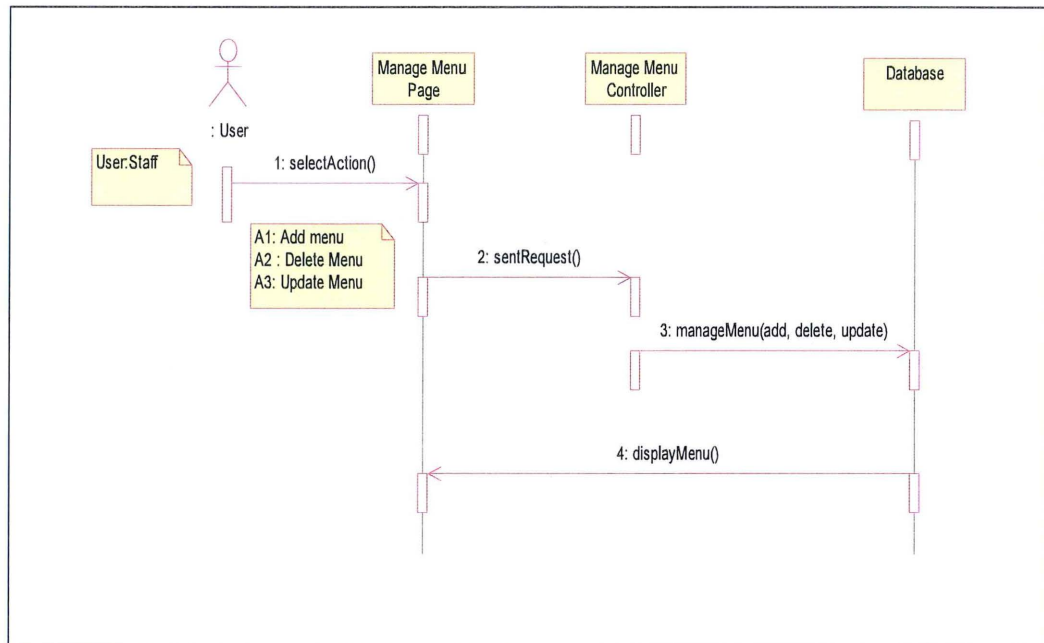 Manage Menu
Page
Manage Menu
Controller
Database
: User
User:Staff
1: selectAction()
A1: Add menu
A2 : Delete Menu
A3: Update Menu
2: sentRequest()
3: manageMenu(add, delete, update)
4: displayMenu()